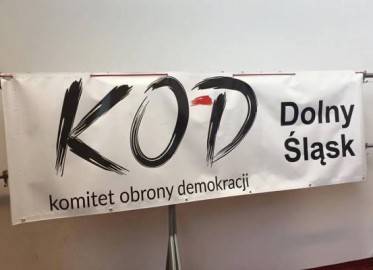 KOD
komitet obrony demokracji
Dolny
Śląsk